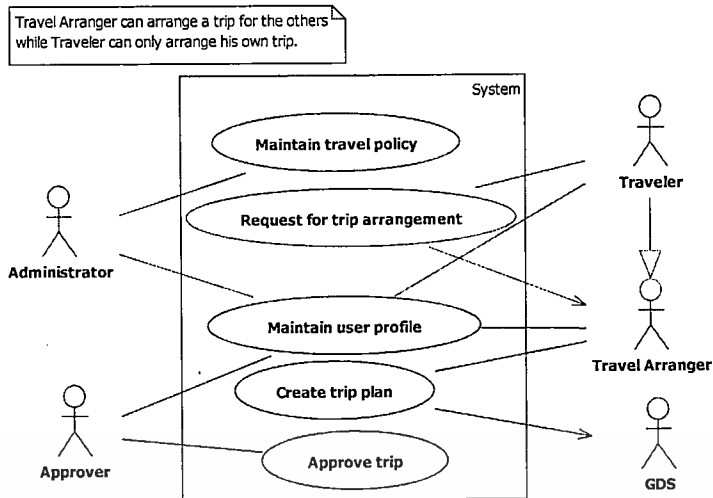 Travel Arranger can arrange a trip for the others
while Traveler can only arrange his own trip.
System
Maintain travel policy
Traveler
Request for trip arrangement
Administrator
Maintain user profile
Travel Arranger
Create trip plan
Approve trip
Approver
GDS